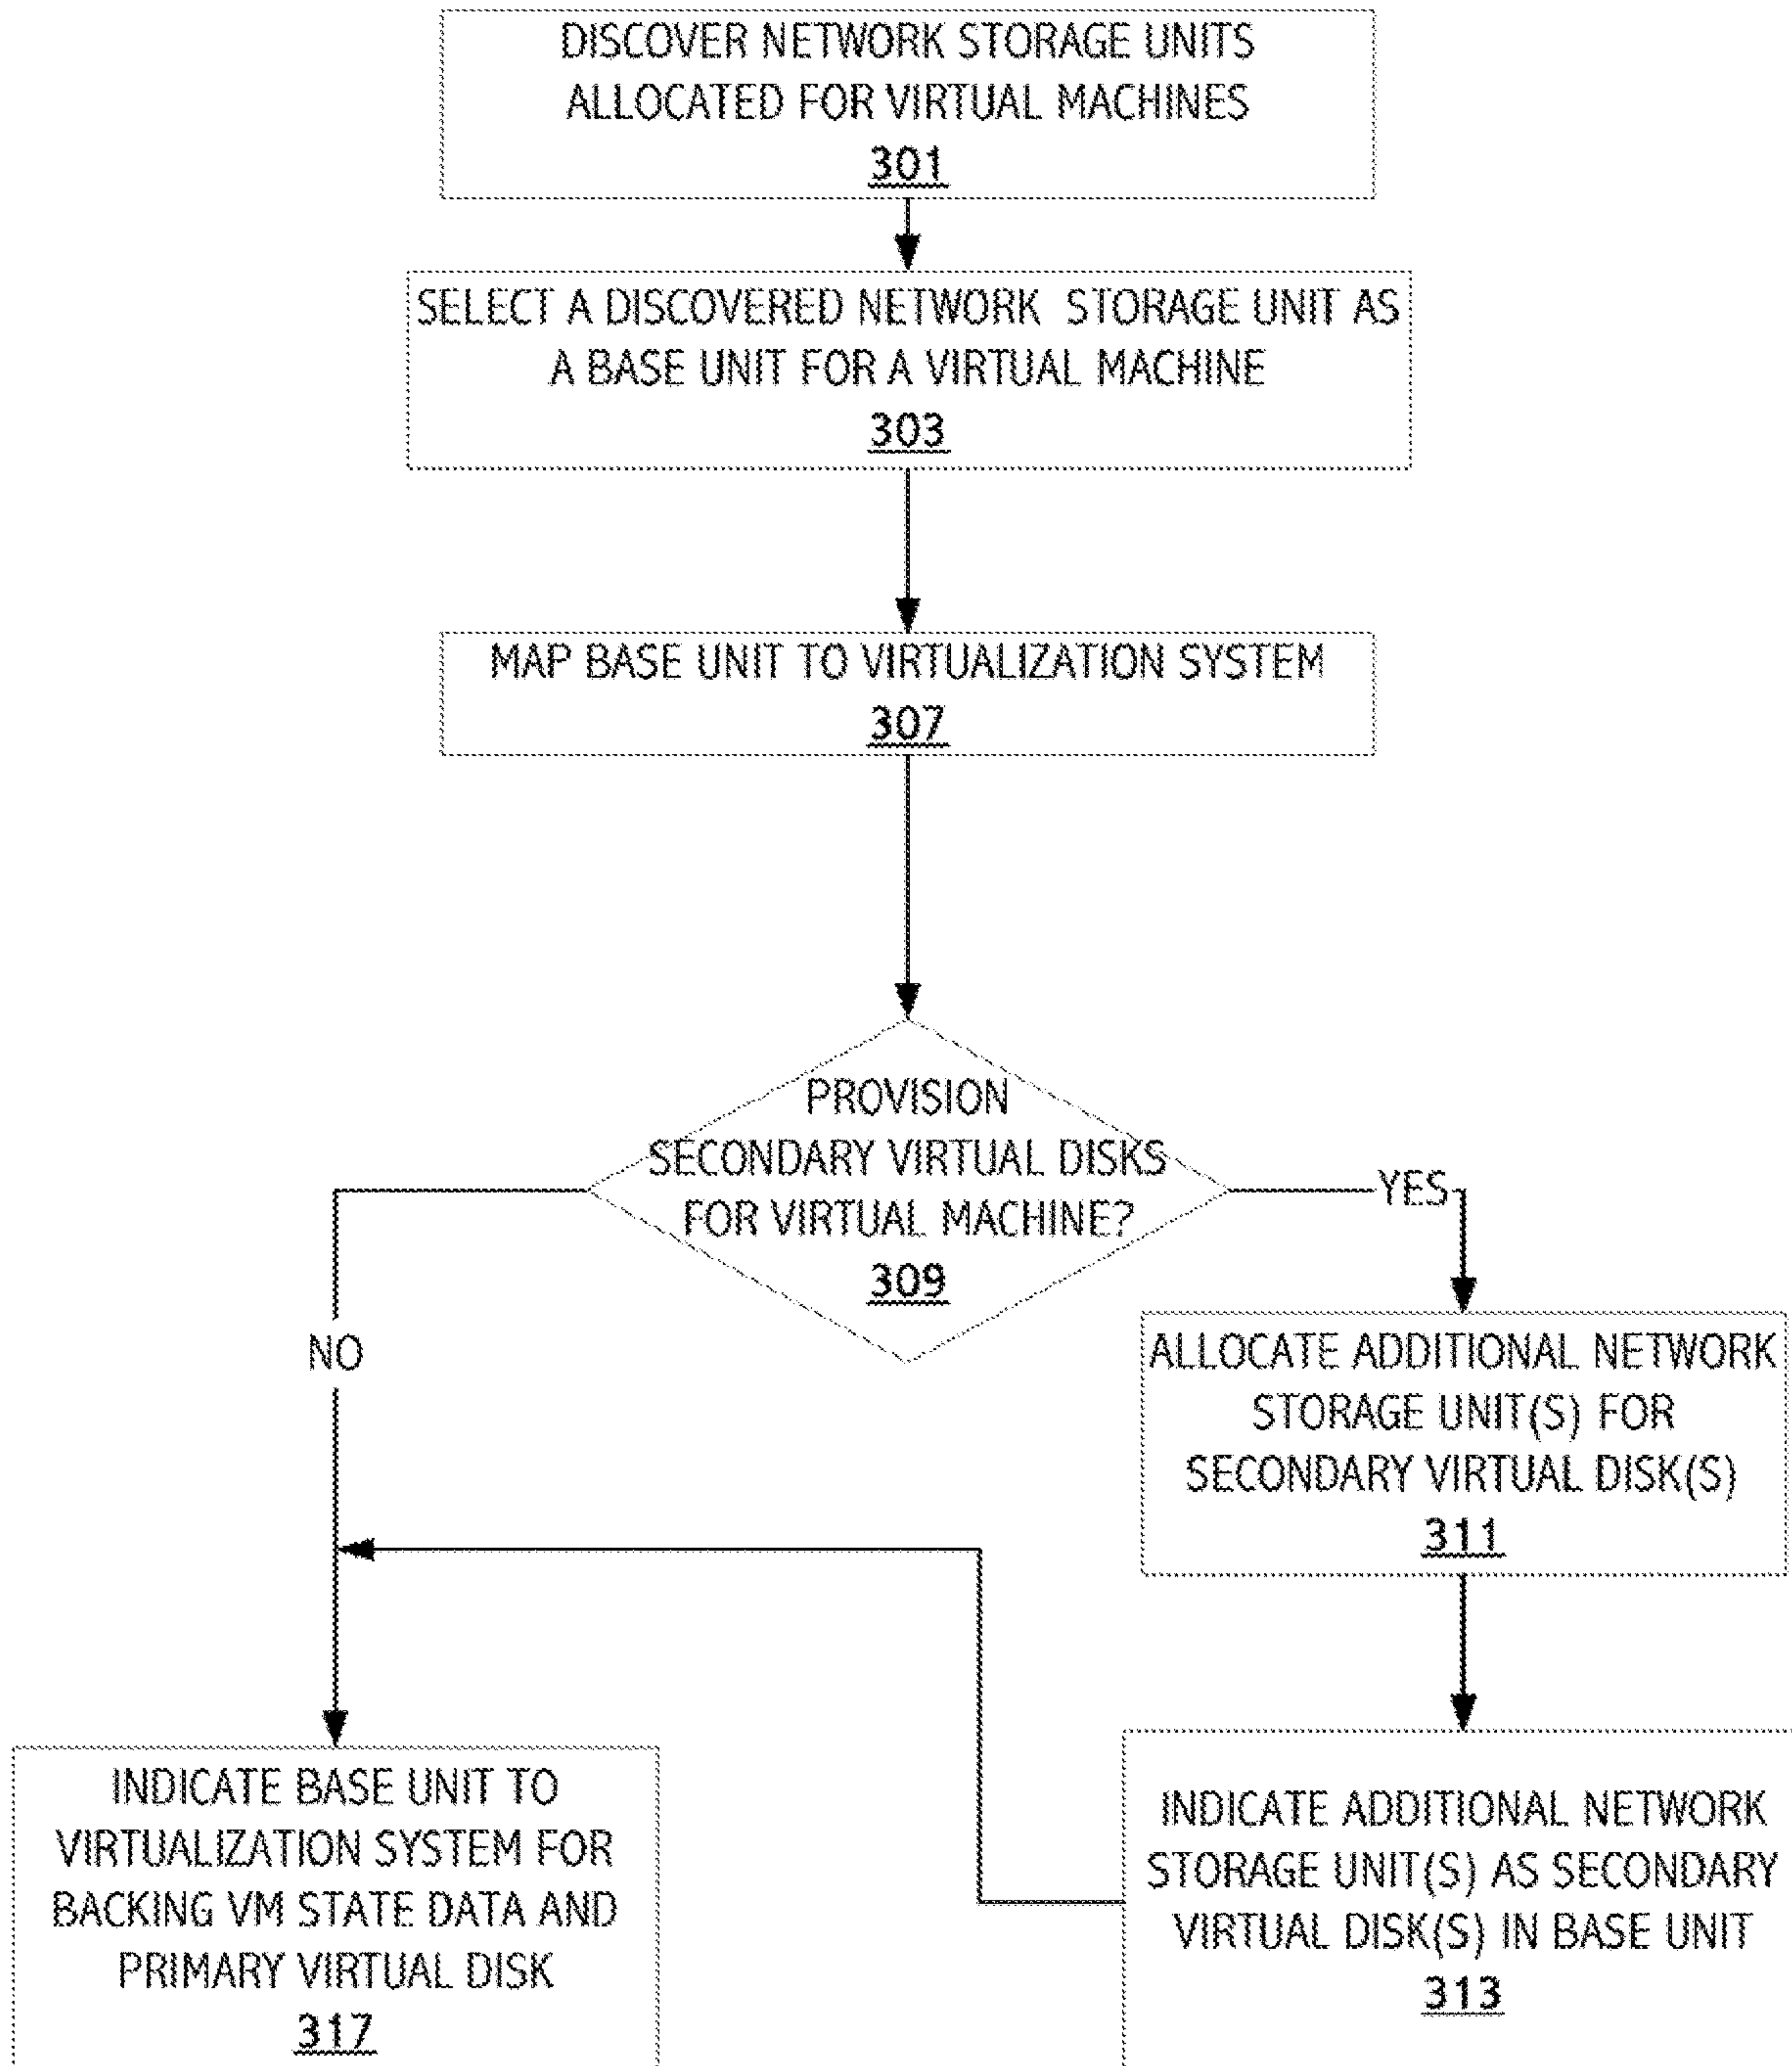 DISCOVER NETWORK STORAGE UNITS
ALLOCATED FOR VIRTUAL MACHINES
301
SELECT A DISCOVERED NETWORK STORAGE UNIT AS
A BASE UNIT FOR A VIRTUAL MACHINE
303
MAP BASE UNIT TO VIRTUALIZATION SYSTEM
307
PROVISION
SECONDARY VIRTUAL DISKS
FOR VIRTUAL MACHINE?
309
YES
NO
ALLOCATE ADDITIONAL NETWORK
STORAGE UNIT(S) FOR
SECONDARY VIRTUAL DISK(S)
311
INDICATE ADDITIONAL NETWORK
STORAGE UNIT(S) AS SECONDARY
VIRTUAL DISK(S) IN BASE UNIT
313
INDICATE BASE UNIT TO
VIRTUALIZATION SYSTEM FOR
BACKING VM STATE DATA AND
PRIMARY VIRTUAL DISK
317